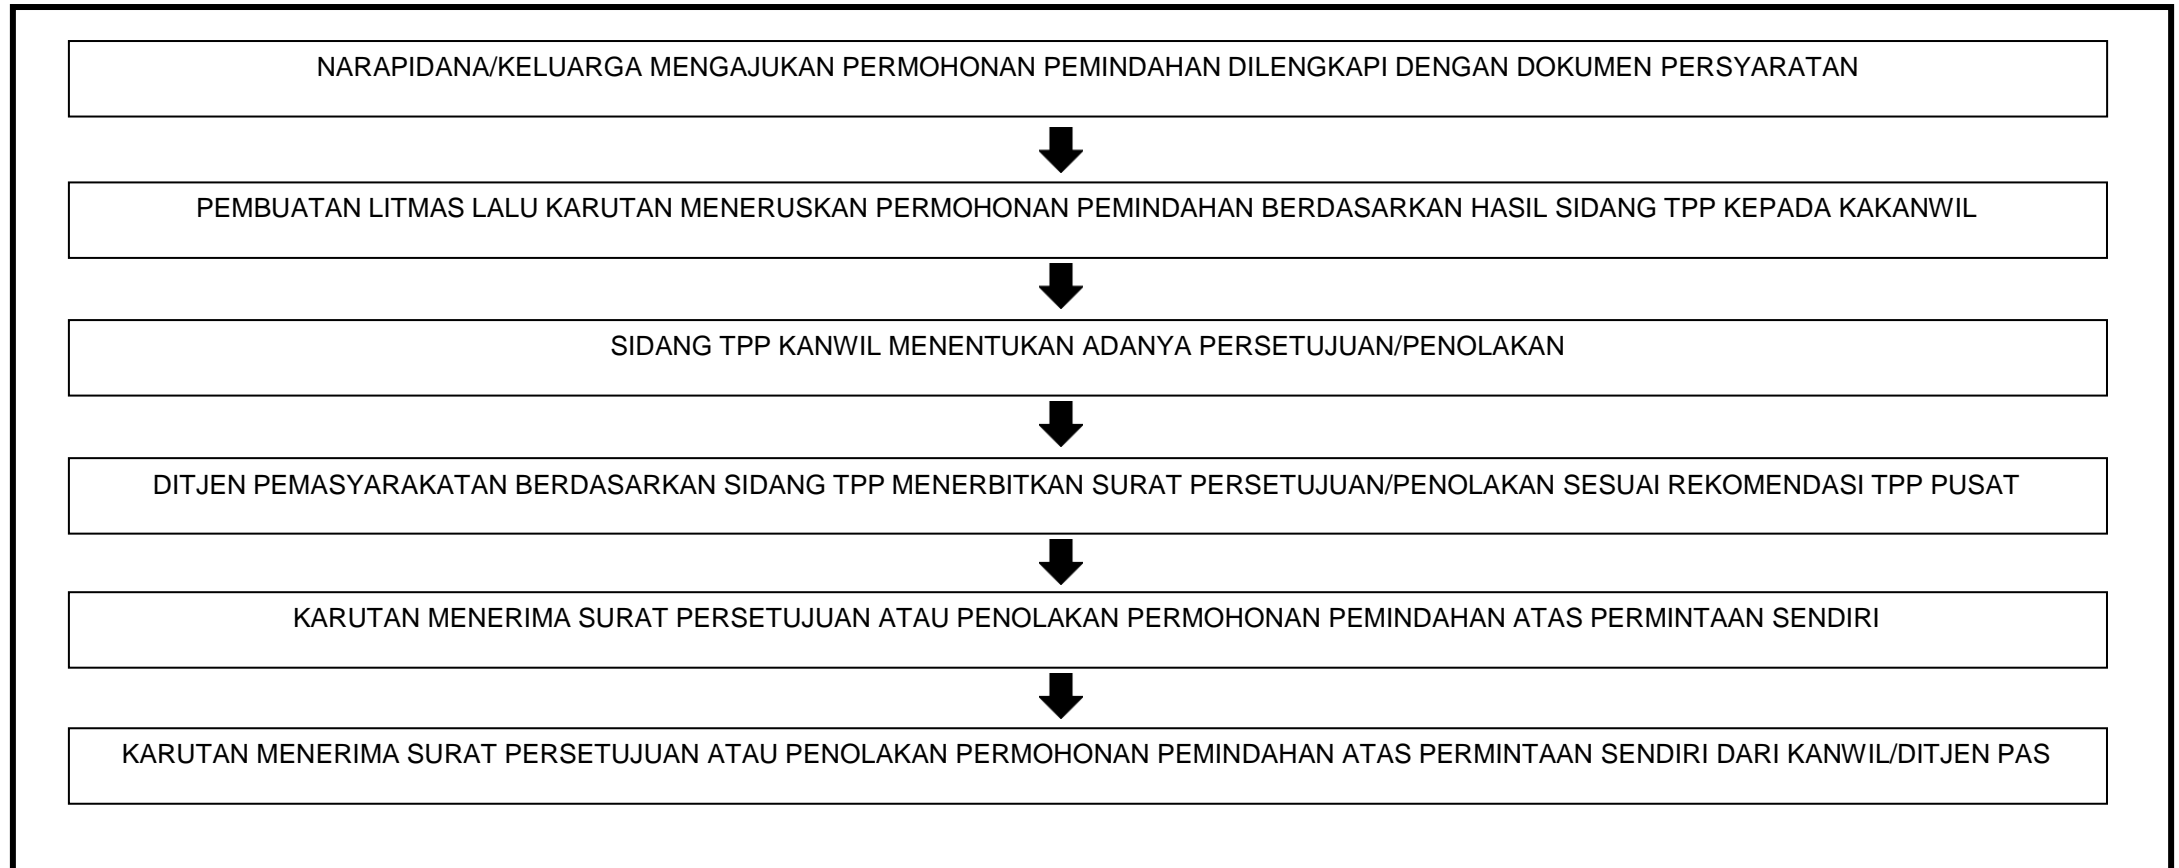 NARAPIDANA/KELUARGA MENGAJUKAN PERMOHONAN PEMINDAHAN DILENGKAPI DENGAN DOKUMEN PERSYARATAN
PEMBUATAN LITMAS LALU KARUTAN MENERUSKAN PERMOHONAN PEMINDAHAN BERDASARKAN HASIL SIDANG TPP KEPADA KAKANWIL
SIDANG TPP KANWIL MENENTUKAN ADANYA PERSETUJUAN/PENOLAKAN
DITJEN PEMASYARAKATAN BERDASARKAN SIDANG TPP MENERBITKAN SURAT PERSETUJUAN/PENOLAKAN SESUAI REKOMENDASI TPP PUSAT
KARUTAN MENERIMA SURAT PERSETUJUAN ATAU PENOLAKAN PERMOHONAN PEMINDAHAN ATAS PERMINTAAN SENDIRI
KARUTAN MENERIMA SURAT PERSETUJUAN ATAU PENOLAKAN PERMOHONAN PEMINDAHAN ATAS PERMINTAAN SENDIRI DARI KANWIL/DITJEN PAS